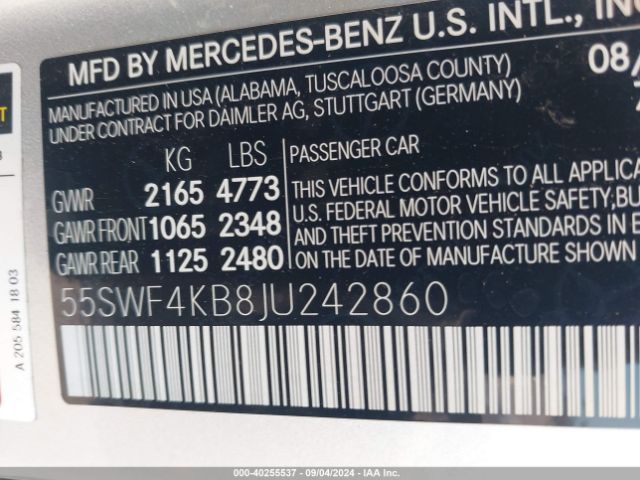 MFD BY MERCEDES-BENZ U.S. INTL., INC
MANUFACTURED IN USA (ALABAMA, TUSCALOOSA COUNTY)
UNDER CONTRACT FOR DAIMLER AG, STUTTGART (GERMANY)
08/
KG LBS
GVWR 2165 4773
GAWR FRONT 1065 2348
GAWR REAR 1125 2480
PASSENGER CAR
THIS VEHICLE CONFORMS TO ALL APPLICA
U.S. FEDERAL MOTOR VEHICLE SAFETY, BU
AND THEFT PREVENTION STANDARDS IN E
ON THE DATE OF MANUFACTURE SHOWN
55SWF4KB8JU242860
A 205 584 18 03
00004 - 40255537 - 09/04/2024 - IAA Inc.